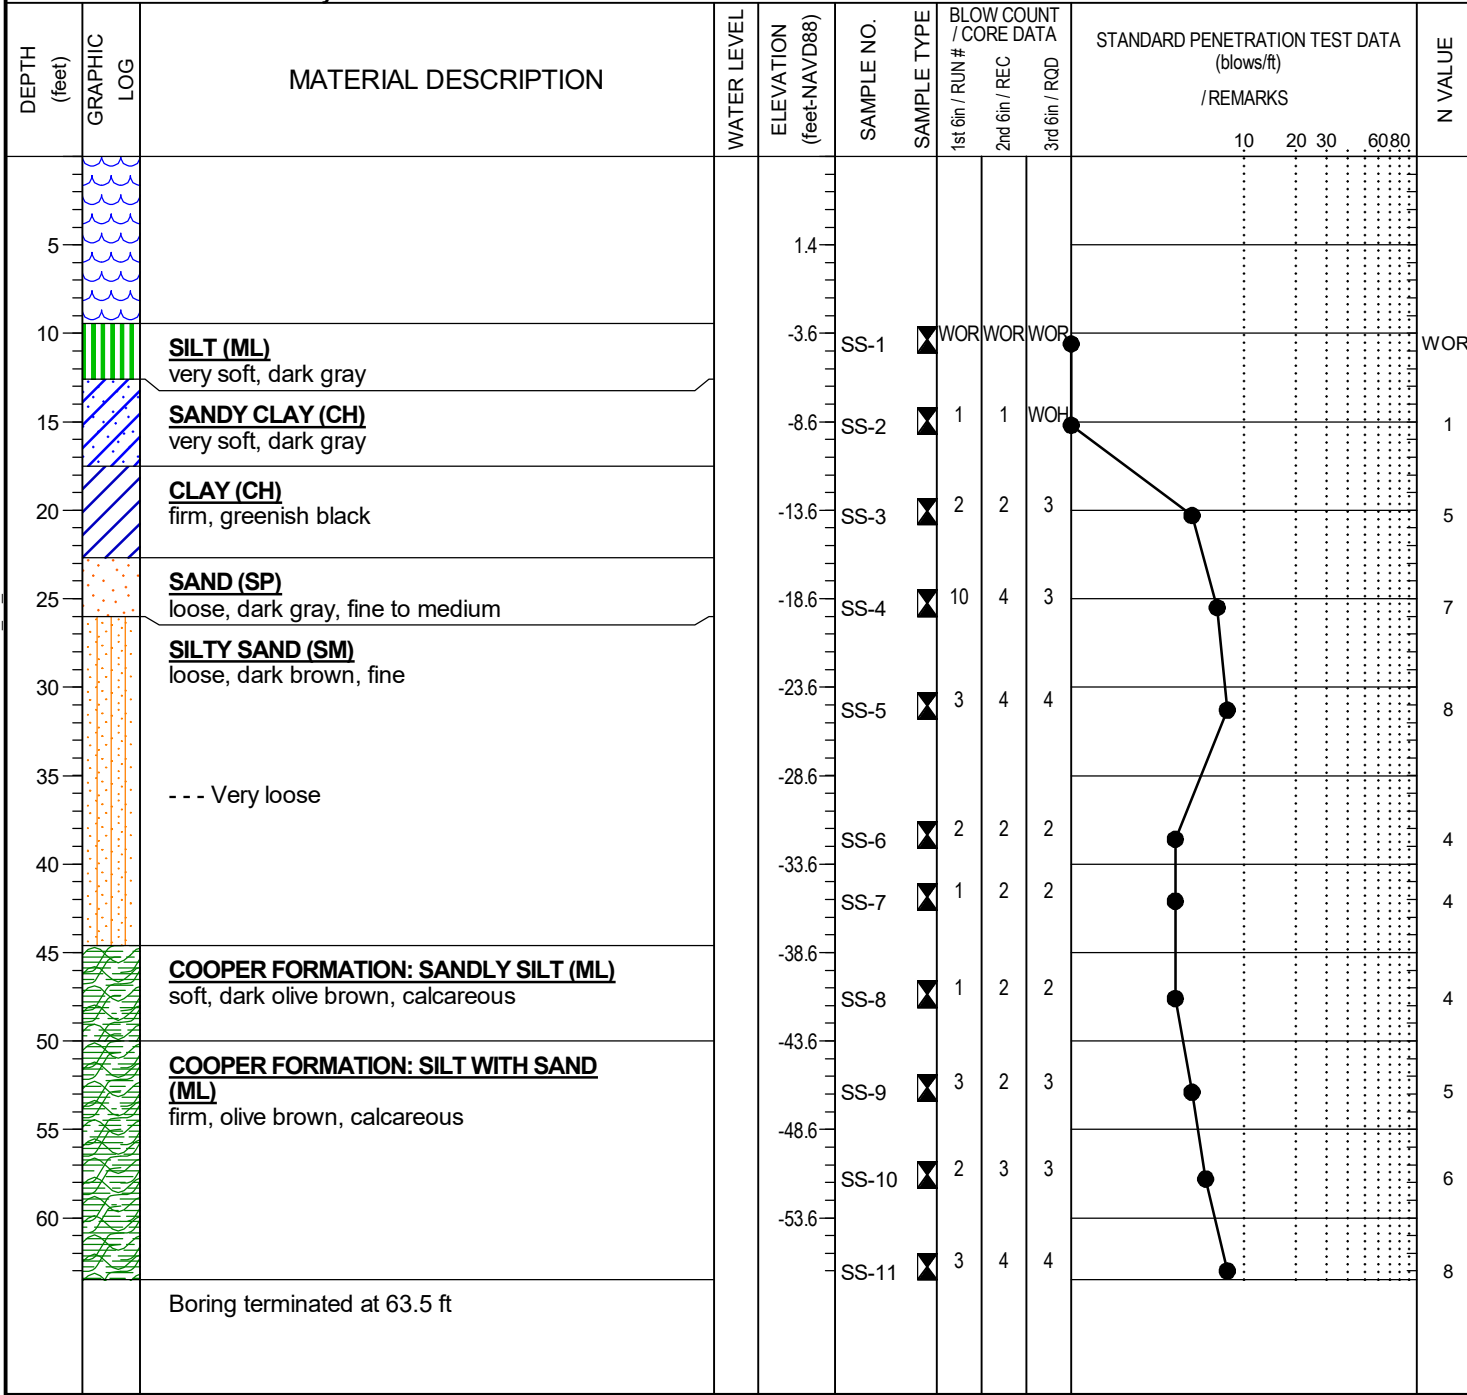 DEPTH
(feet)
GRAPHIC
LOG
MATERIAL DESCRIPTION
WATER LEVEL
ELEVATION
(feet-NAVD88)
SAMPLE NO.
SAMPLE TYPE
BLOW COUNT
/ CORE DATA
1st 6in / RUN #
2nd 6in / REC
3rd 6in / RQD
STANDARD PENETRATION TEST DATA
(blows/ft)
/ REMARKS
10 20 30 60 80
N VALUE
5 1.4
10 -3.6 SS-1 WOR WOR WOR WOR
SILT (ML)
very soft, dark gray
SANDY CLAY (CH)
15 -8.6 SS-2 1 1 WOH 1
very soft, dark gray
CLAY (CH)
20 firm, greenish black -13.6 SS-3 2 2 3 5
SAND (SP)
25 loose, dark gray, fine to medium -18.6 SS-4 10 4 3 7
SILTY SAND (SM)
loose, dark brown, fine
30 -23.6 SS-5 3 4 4 8
35 -28.6
- - - Very loose
SS-6 2 2 2 4
40 -33.6
SS-7 1 2 2 4
45 -38.6
COOPER FORMATION: SANDLY SILT (ML)
soft, dark olive brown, calcareous SS-8 1 2 2 4
50 -43.6
COOPER FORMATION: SILT WITH SAND
(ML) SS-9 3 2 3 5
firm, olive brown, calcareous
55 -48.6
SS-10 2 3 3 6
60 -53.6
SS-11 3 4 4 8
Boring terminated at 63.5 ft